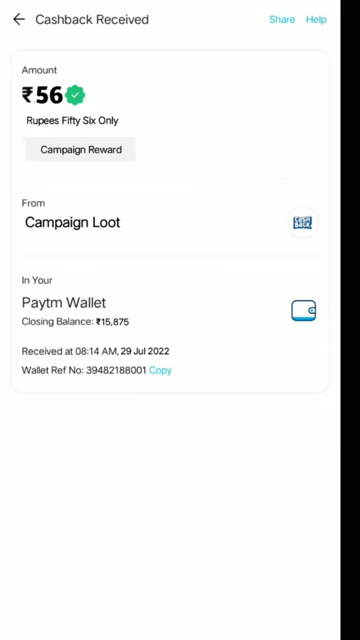 Cashback Received
Share Help
Amount
₹56
Rupees Fifty Six Only
Campaign Reward
From
Campaign Loot
In Your
Paytm Wallet
Closing Balance: ₹15,875
Received at 08:14 AM, 29 Jul 2022
Wallet Ref No: 39482188001 Copy